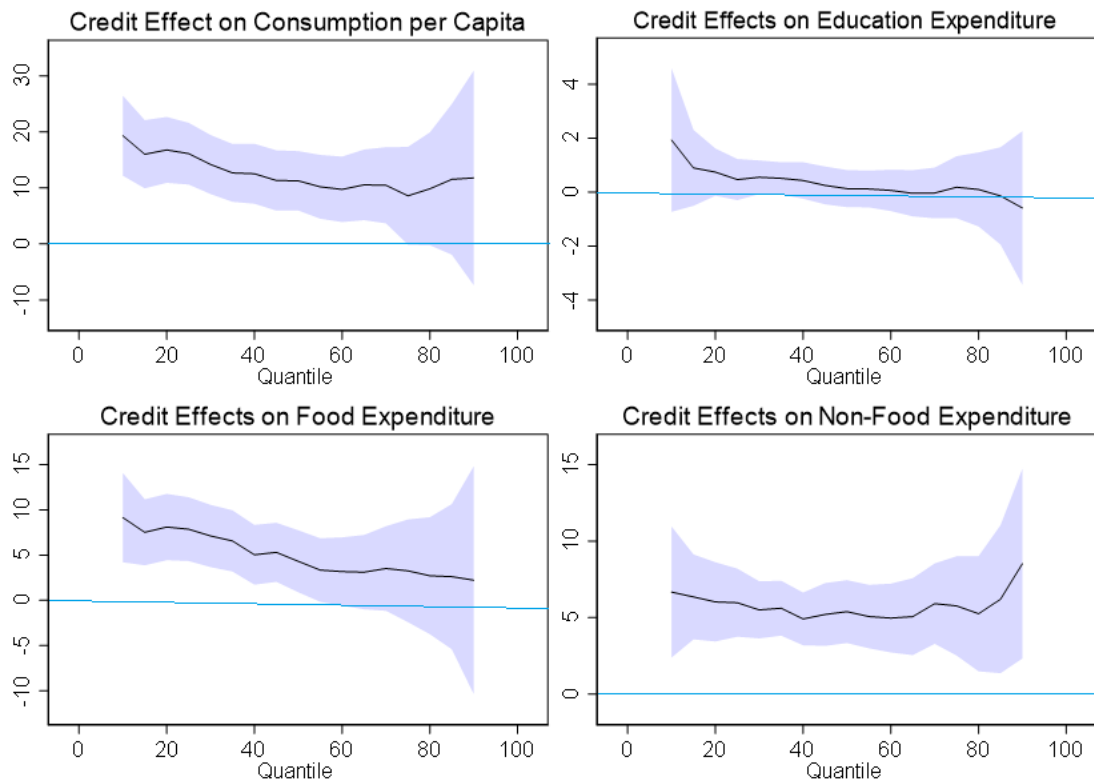 Credit Effect on Consumption per Capita
30
20
10
0
-10
0 20 40 60 80 100
Quantile
Credit Effects on Education Expenditure
4
2
0
-2
-4
0 20 40 60 80 100
Quantile
Credit Effects on Food Expenditure
15
10
5
0
-5
-10
0 20 40 60 80 100
Quantile
Credit Effects on Non-Food Expenditure
15
10
5
0
0 20 40 60 80 100
Quantile